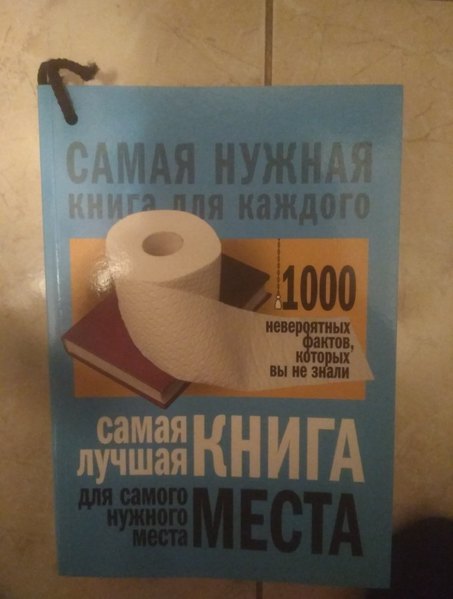 САМАЯ НУЖНАЯ
КНИГА ДЛЯ КАЖДОГО
1000
невероятных
фактов,
которых
вы не знали
самая
лучшая
КНИГА
для самого
нужного
места
МЕСТА